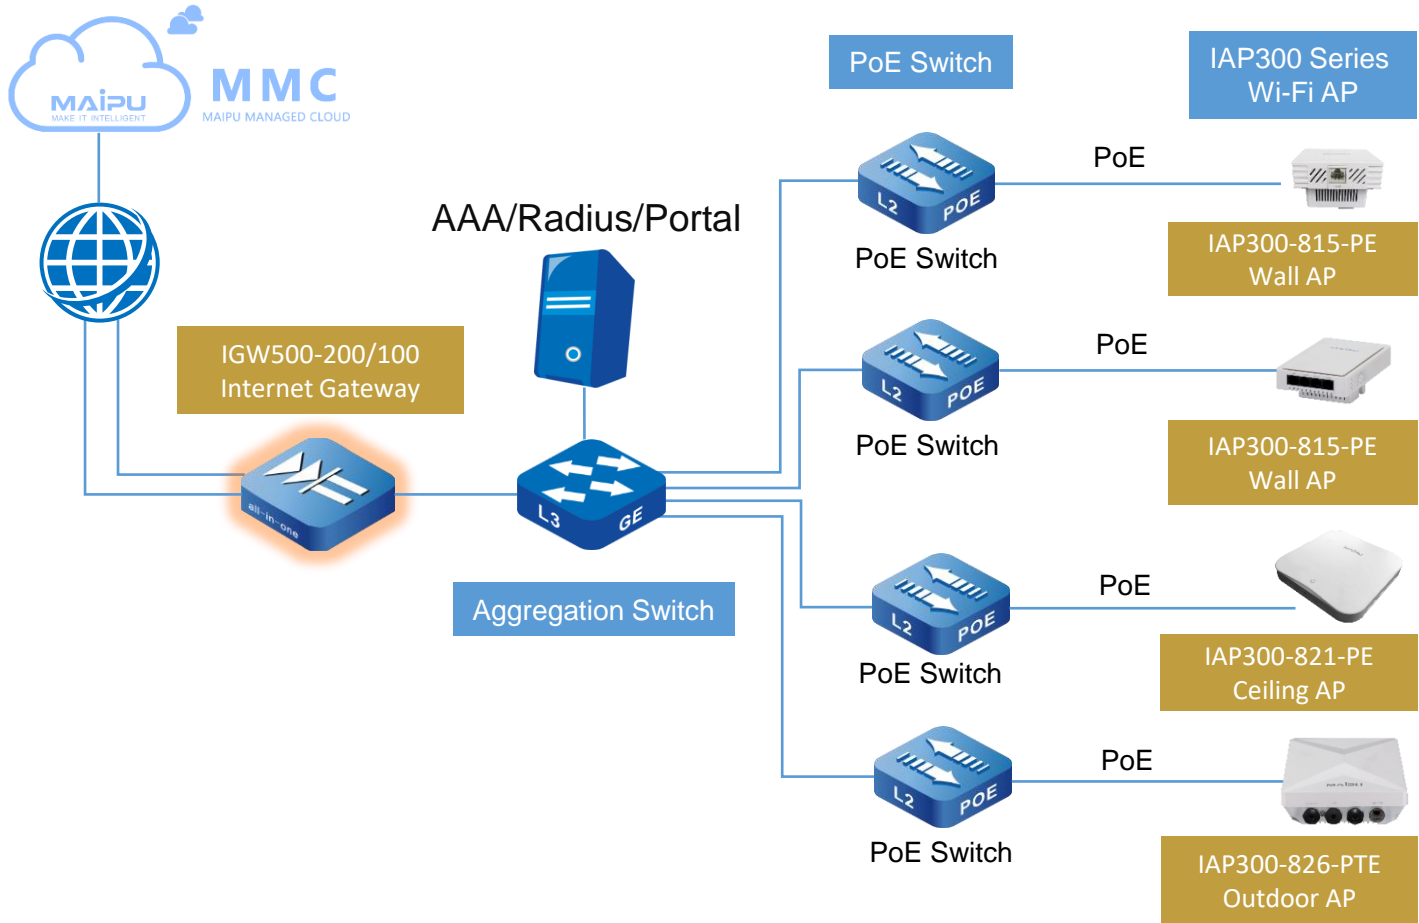 MAIPU
MAKE IT INTELLIGENT
MMC
MAIPU MANAGED CLOUD
PoE Switch
IAP300 Series
Wi-Fi AP
AAA/Radius/Portal
L2
POE
PoE Switch
PoE
IAP300-815-PE
Wall AP
IGW500-200/100
Internet Gateway
all-in-one
L3
GE
Aggregation Switch
L2
POE
PoE Switch
PoE
IAP300-815-PE
Wall AP
L2
POE
PoE Switch
PoE
IAP300-821-PE
Ceiling AP
L2
POE
PoE Switch
PoE
IAP300-826-PTE
Outdoor AP